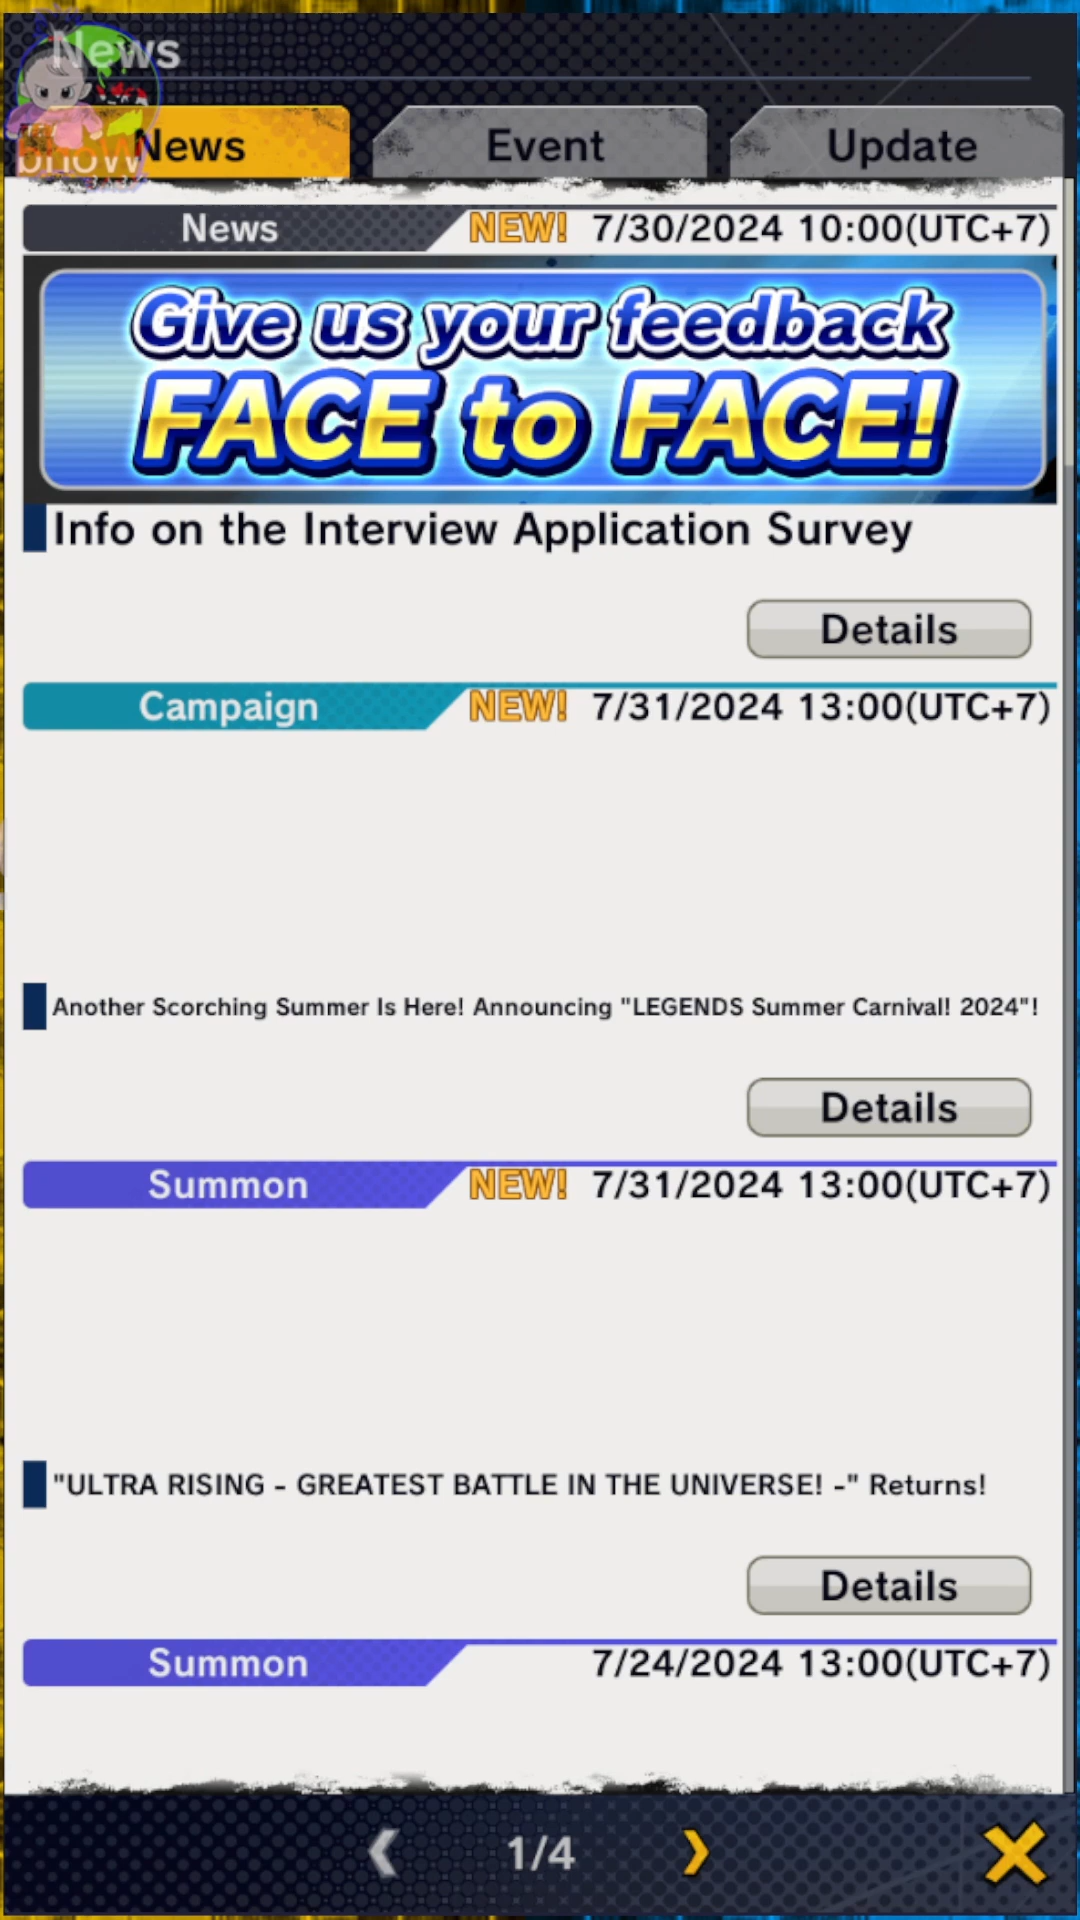 News
Show
News
Event
Update
News NEW! 7/30/2024 10:00(UTC+7)
Give us your feedback
FACE to FACE!
Info on the Interview Application Survey
Details
Campaign NEW! 7/31/2024 13:00(UTC+7)
Another Scorching Summer Is Here! Announcing "LEGENDS Summer Carnival! 2024"!
Details
Summon NEW! 7/31/2024 13:00(UTC+7)
"ULTRA RISING - GREATEST BATTLE IN THE UNIVERSE! -" Returns!
Details
Summon 7/24/2024 13:00(UTC+7)
1/4